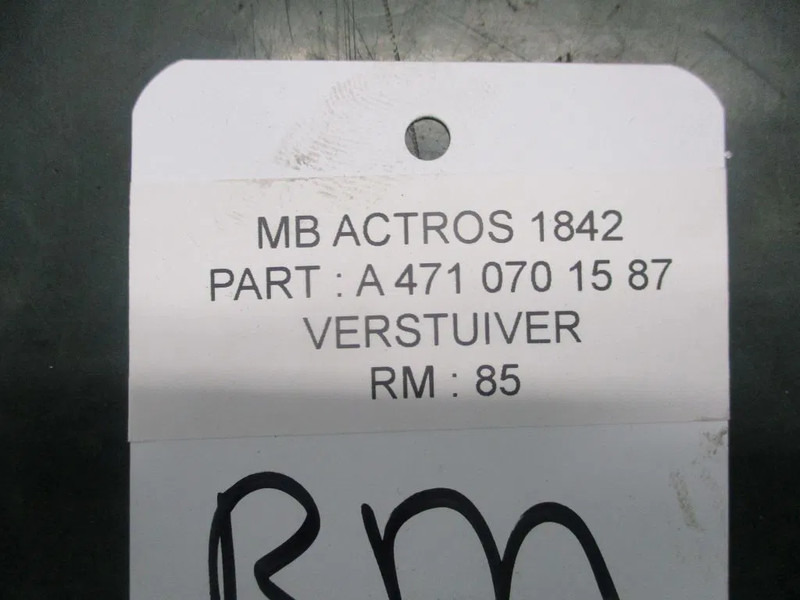 MB ACTROS 1842
PART : A 471 070 15 87
VERSTUIVER
RM : 85
RM